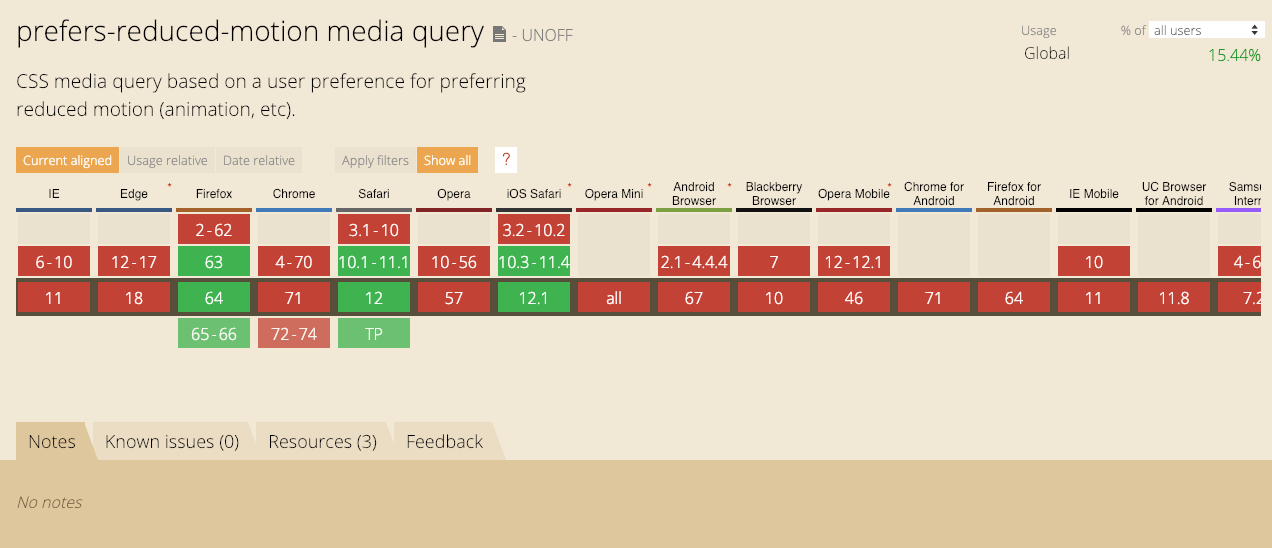 prefers-reduced-motion media query - UNOFF
Usage % of all users
Global 15.44%
CSS media query based on a user preference for preferring
reduced motion (animation, etc).
Current aligned Usage relative Date relative Apply filters Show all ?
IE Edge * Firefox Chrome Safari Opera iOS Safari * Opera Mini * Android Browser * Blackberry Browser Opera Mobile * Chrome for Android Firefox for Android IE Mobile UC Browser for Android Samsu Intern
2-62 3.1-10 3.2-10.2
6-10 12-17 63 4-70 10.1-11.1 10-56 10.3-11.4 2.1-4.4.4 7 12-12.1 10 4-6
11 18 64 71 12 57 12.1 all 67 10 46 71 64 11 11.8 7.2
65-66 72-74 TP
Notes Known issues (0) Resources (3) Feedback
No notes